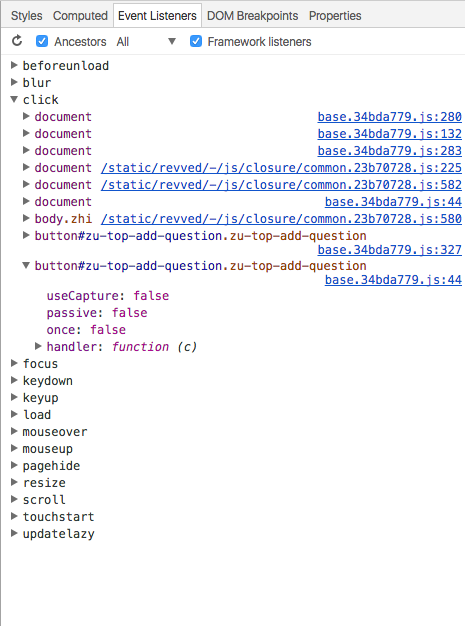 Styles Computed Event Listeners DOM Breakpoints Properties
Ancestors All Framework listeners
beforeunload
blur
click
document base.34bda779.js:280
document base.34bda779.js:132
document base.34bda779.js:283
document /static/revved/-/js/closure/common.23b70728.js:225
document /static/revved/-/js/closure/common.23b70728.js:582
document base.34bda779.js:44
body.zhi /static/revved/-/js/closure/common.23b70728.js:580
button#zu-top-add-question.zu-top-add-question
base.34bda779.js:327
button#zu-top-add-question.zu-top-add-question
base.34bda779.js:44
useCapture: false
passive: false
once: false
handler: function (c)
focus
keydown
keyup
load
mouseover
mouseup
pagehide
resize
scroll
touchstart
updatelazy